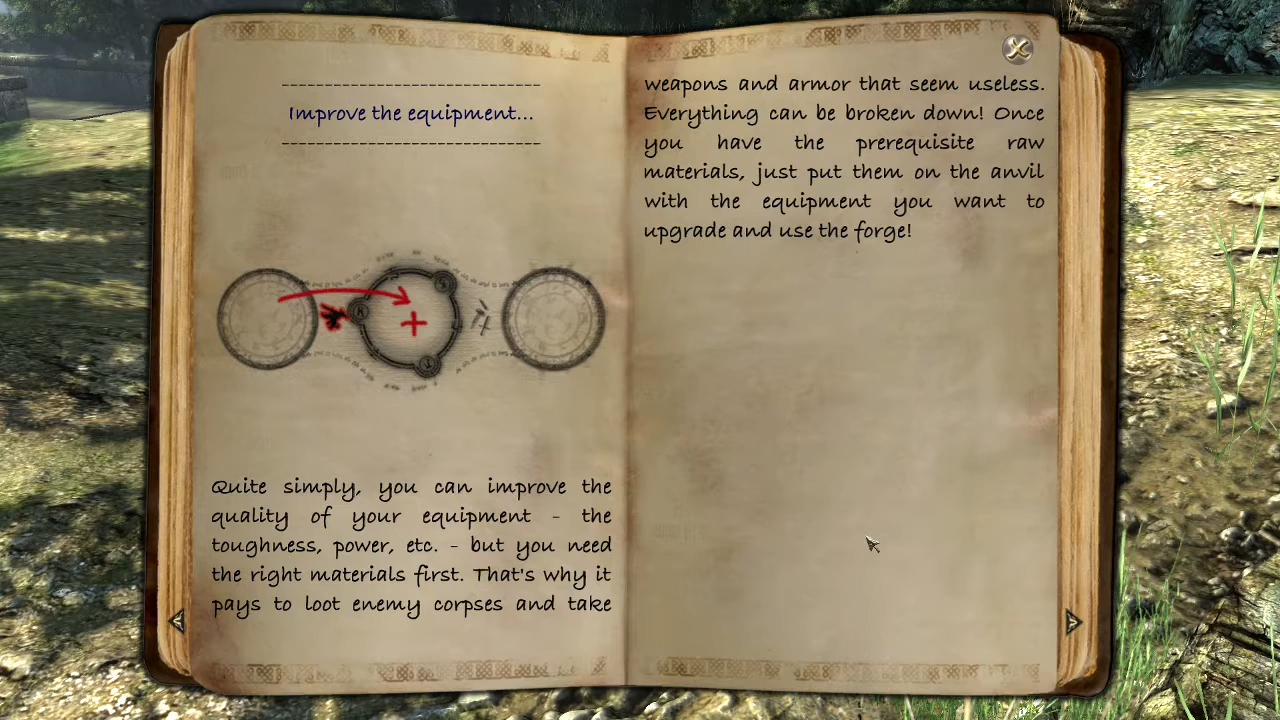 Improve the equipment...
Quite simply, you can improve the
quality of your equipment - the
toughness, power, etc. - but you need
the right materials first. That's why it
pays to loot enemy corpses and take
weapons and armor that seem useless.
Everything can be broken down! Once
you have the prerequisite raw
materials, just put them on the anvil
with the equipment you want to
upgrade and use the forge!